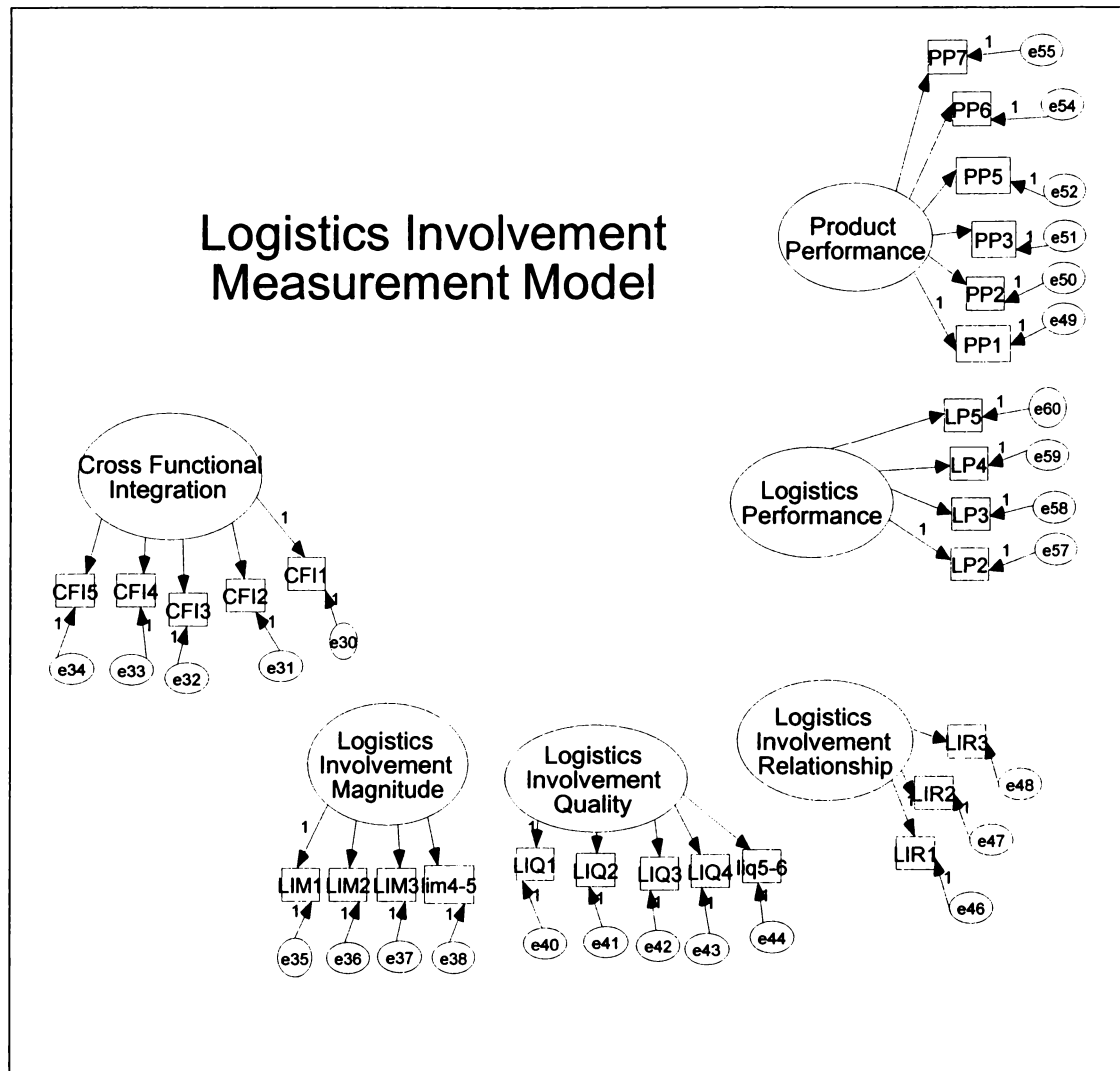 Logistics Involvement
Measurement Model
Product
Performance
PP7
1
e55
PP6
1
e54
PP5
1
e52
PP3
1
e51
PP2
1
e50
1
PP1
1
e49
Logistics
Performance
LP5
1
e60
LP4
1
e59
LP3
1
e58
1
LP2
1
e57
Cross Functional
Integration
1
CFI5
CFI4
CFI3
CFI2
CFI1
1
1
1
1
1
e34
e33
e32
e31
e30
Logistics
Involvement
Magnitude
1
LIM1
LIM2
LIM3
lim4-5
1
1
1
1
e35
e36
e37
e38
Logistics
Involvement
Quality
1
LIQ1
LIQ2
LIQ3
LIQ4
liq5-6
1
1
1
1
1
e40
e41
e42
e43
e44
Logistics
Involvement
Relationship
LIR3
e48
1
LIR2
1
e47
LIR1
1
e46